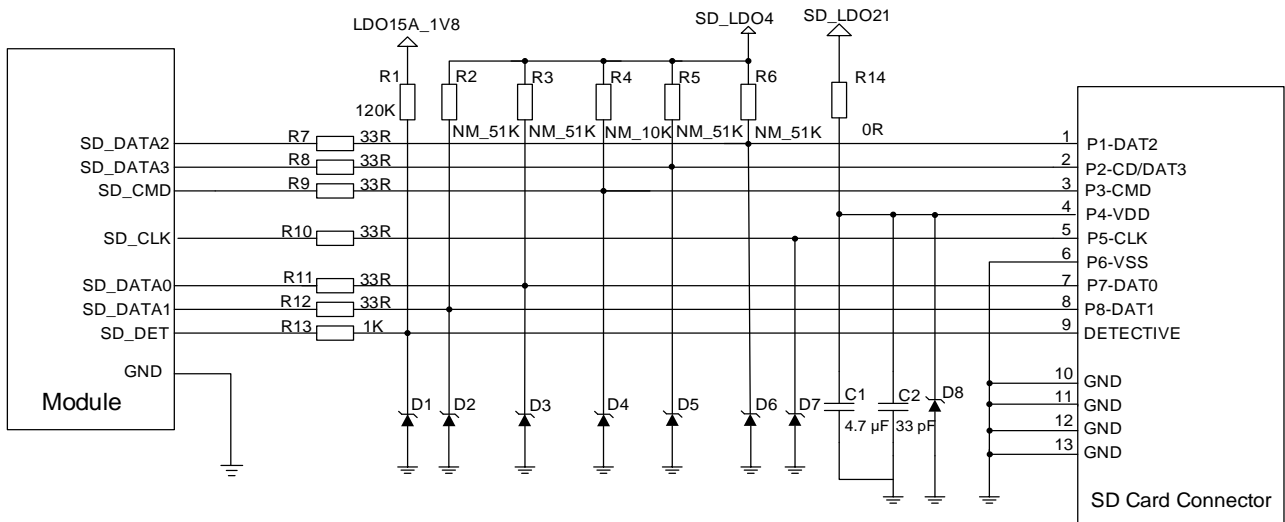 LDO15A_1V8 SD_LDO4 SD_LDO21
R1 R2 R3 R4 R5 R6 R14
120K NM_51K NM_51K NM_10K NM_51K NM_51K 0R
SD_DATA2 R7 33R 1 P1-DAT2
SD_DATA3 R8 33R 2 P2-CD/DAT3
SD_CMD R9 33R 3 P3-CMD
4 P4-VDD
SD_CLK R10 33R 5 P5-CLK
6 P6-VSS
SD_DATA0 R11 33R 7 P7-DAT0
SD_DATA1 R12 33R 8 P8-DAT1
SD_DET R13 1K 9 DETECTIVE
GND 10 GND
11 GND
12 GND
13 GND
Module D1 D2 D3 D4 D5 D6 D7 C1 C2 D8
4.7 µF 33 pF
SD Card Connector